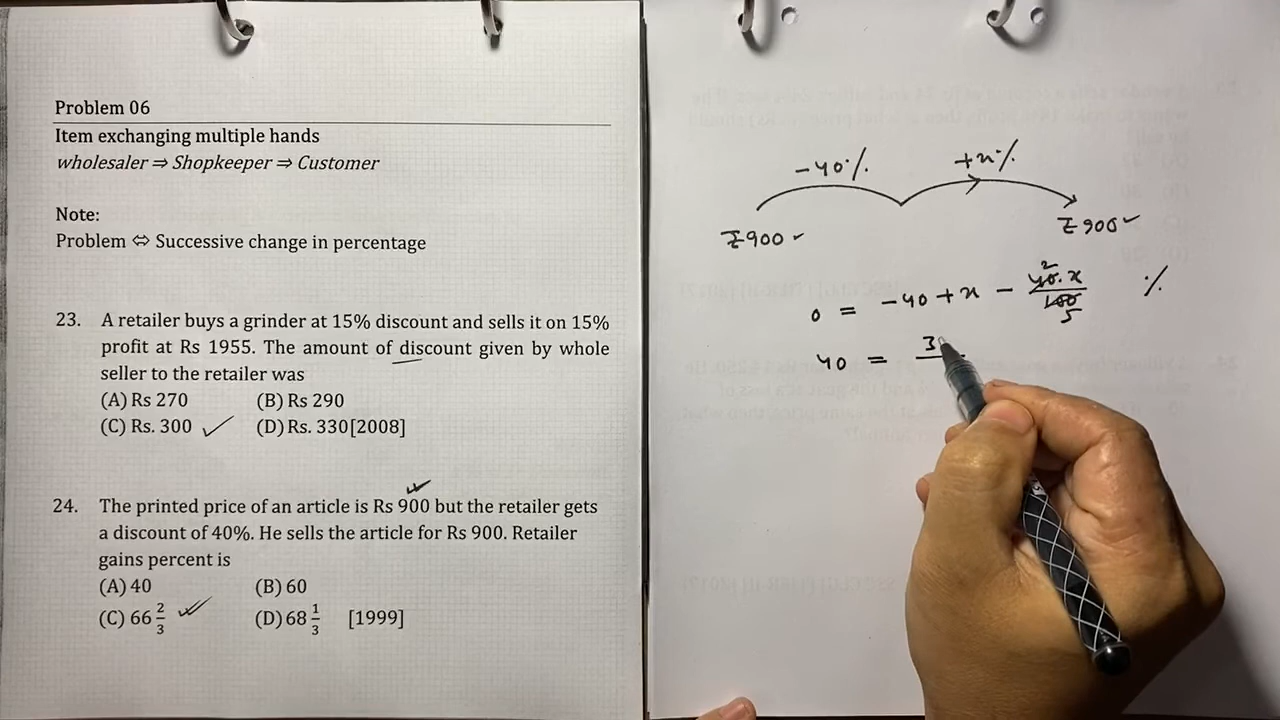 Problem 06
Item exchanging multiple hands
wholesaler ⇒ Shopkeeper ⇒ Customer
Note:
Problem ⇔ Successive change in percentage
23. A retailer buys a grinder at 15% discount and sells it on 15%
profit at Rs 1955. The amount of discount given by whole
seller to the retailer was
(A) Rs 270 (B) Rs 290
(C) Rs. 300 ✓ (D) Rs. 330[2008]
24. The printed price of an article is Rs 900 but the retailer gets
a discount of 40%. He sells the article for Rs 900. Retailer
gains percent is
(A) 40 (B) 60
(C) 66 2/3 ✓ (D) 68 1/3 [1999]
-40% +x%
₹900 ✓ ₹900 ✓
0 = -40 + x - 40.x/100 %
2
5
40 = 3